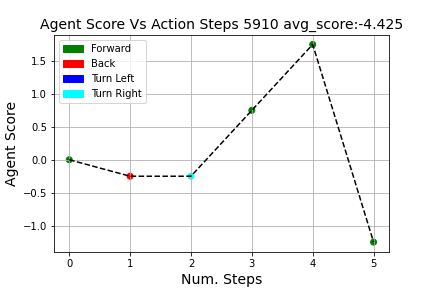 Agent Score Vs Action Steps 5910 avg_score:-4.425
Forward
Back
Turn Left
Turn Right
Agent Score
1.5
1.0
0.5
0.0
−0.5
−1.0
0 1 2 3 4 5
Num. Steps